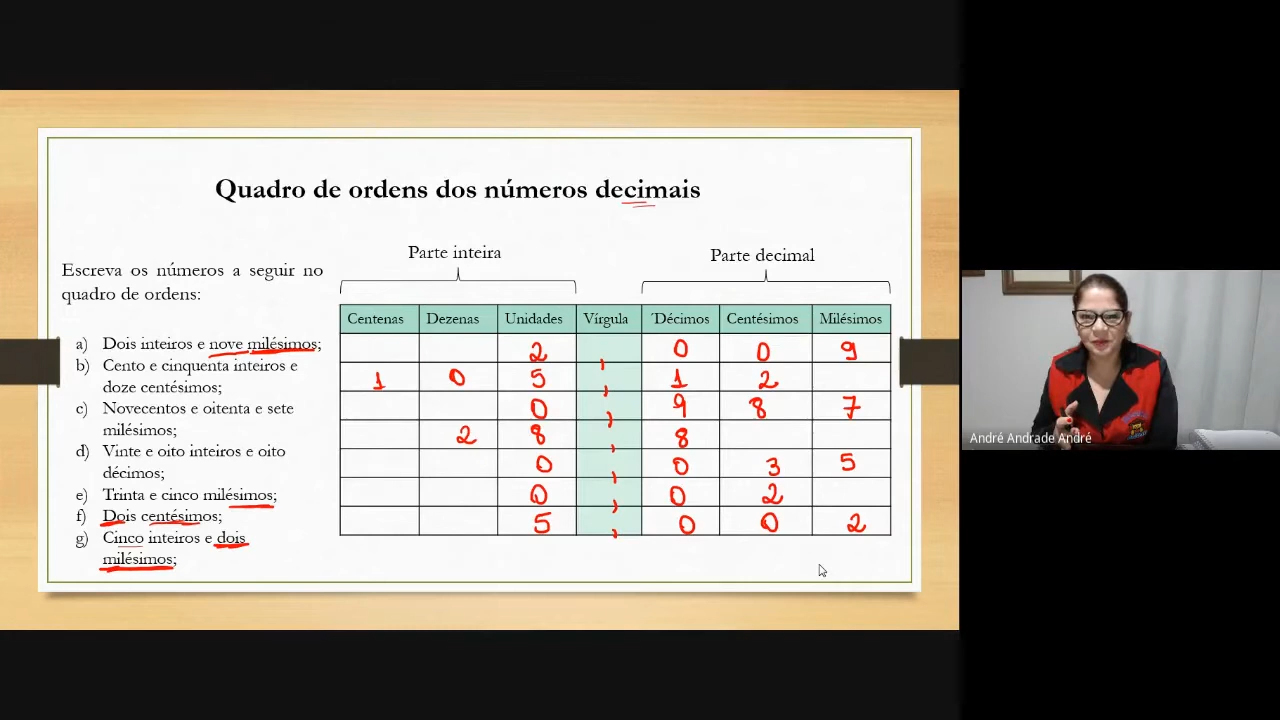 Quadro de ordens dos números decimais
Parte inteira
Parte decimal
Escreva os números a seguir no
quadro de ordens:
a) Dois inteiros e nove milésimos;
b) Cento e cinquenta inteiros e
doze centésimos;
c) Novecentos e oitenta e sete
milésimos;
d) Vinte e oito inteiros e oito
décimos;
e) Trinta e cinco milésimos;
f) Dois centésimos;
g) Cinco inteiros e dois
milésimos;
Centenas Dezenas Unidades Vírgula Décimos Centésimos Milésimos
2 , 0 0 9
1 0 5 , 1 2
0 , 9 8 7
2 8 , 8
0 , 0 3 5
0 , 0 2
5 , 0 0 2
André Andrade André